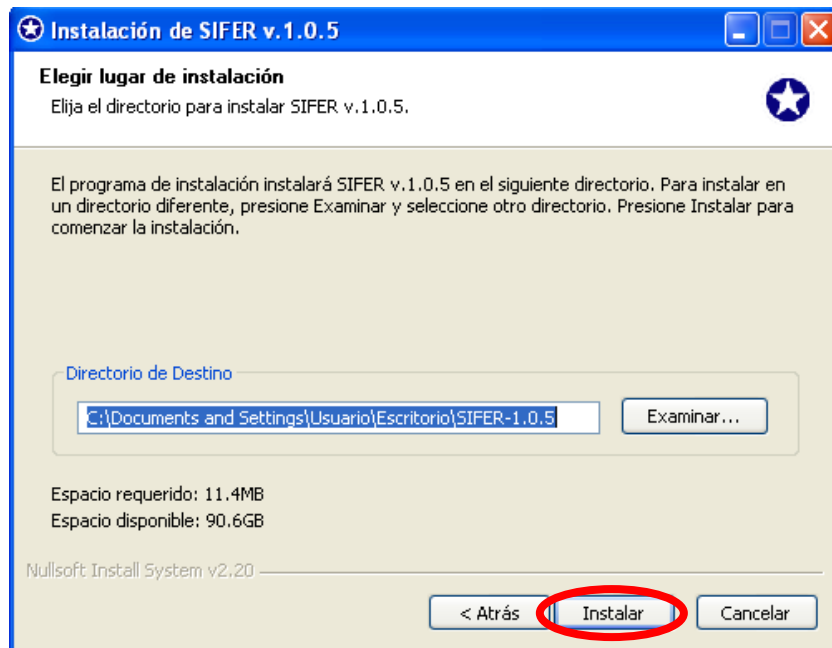 Instalación de SIFER v.1.0.5
Elegir lugar de instalación
Elija el directorio para instalar SIFER v.1.0.5.
El programa de instalación instalará SIFER v.1.0.5 en el siguiente directorio. Para instalar en
un directorio diferente, presione Examinar y seleccione otro directorio. Presione Instalar para
comenzar la instalación.
Directorio de Destino
C:\Documents and Settings\Usuario\Escritorio\SIFER-1.0.5
Examinar...
Espacio requerido: 11.4MB
Espacio disponible: 90.6GB
Nullsoft Install System v2.20
< Atrás
Instalar
Cancelar